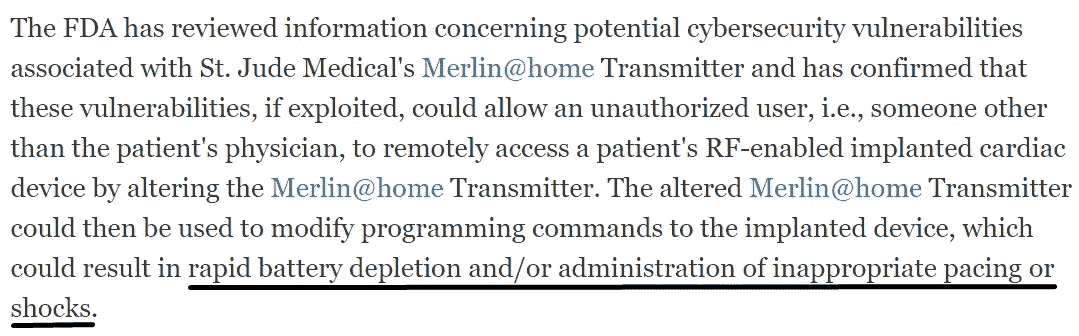 The FDA has reviewed information concerning potential cybersecurity vulnerabilities
associated with St. Jude Medical's Merlin@home Transmitter and has confirmed that
these vulnerabilities, if exploited, could allow an unauthorized user, i.e., someone other
than the patient's physician, to remotely access a patient's RF-enabled implanted cardiac
device by altering the Merlin@home Transmitter. The altered Merlin@home Transmitter
could then be used to modify programming commands to the implanted device, which
could result in rapid battery depletion and/or administration of inappropriate pacing or
shocks.